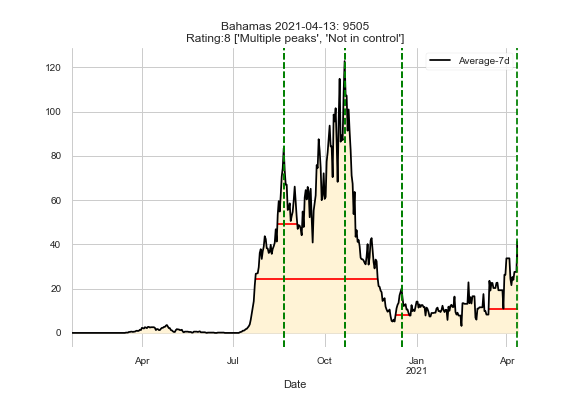 Bahamas 2021-04-13: 9505
Rating:8 ['Multiple peaks', 'Not in control']
Average-7d
120
100
80
60
40
20
0
Apr Jul Oct Jan Apr
2021
Date